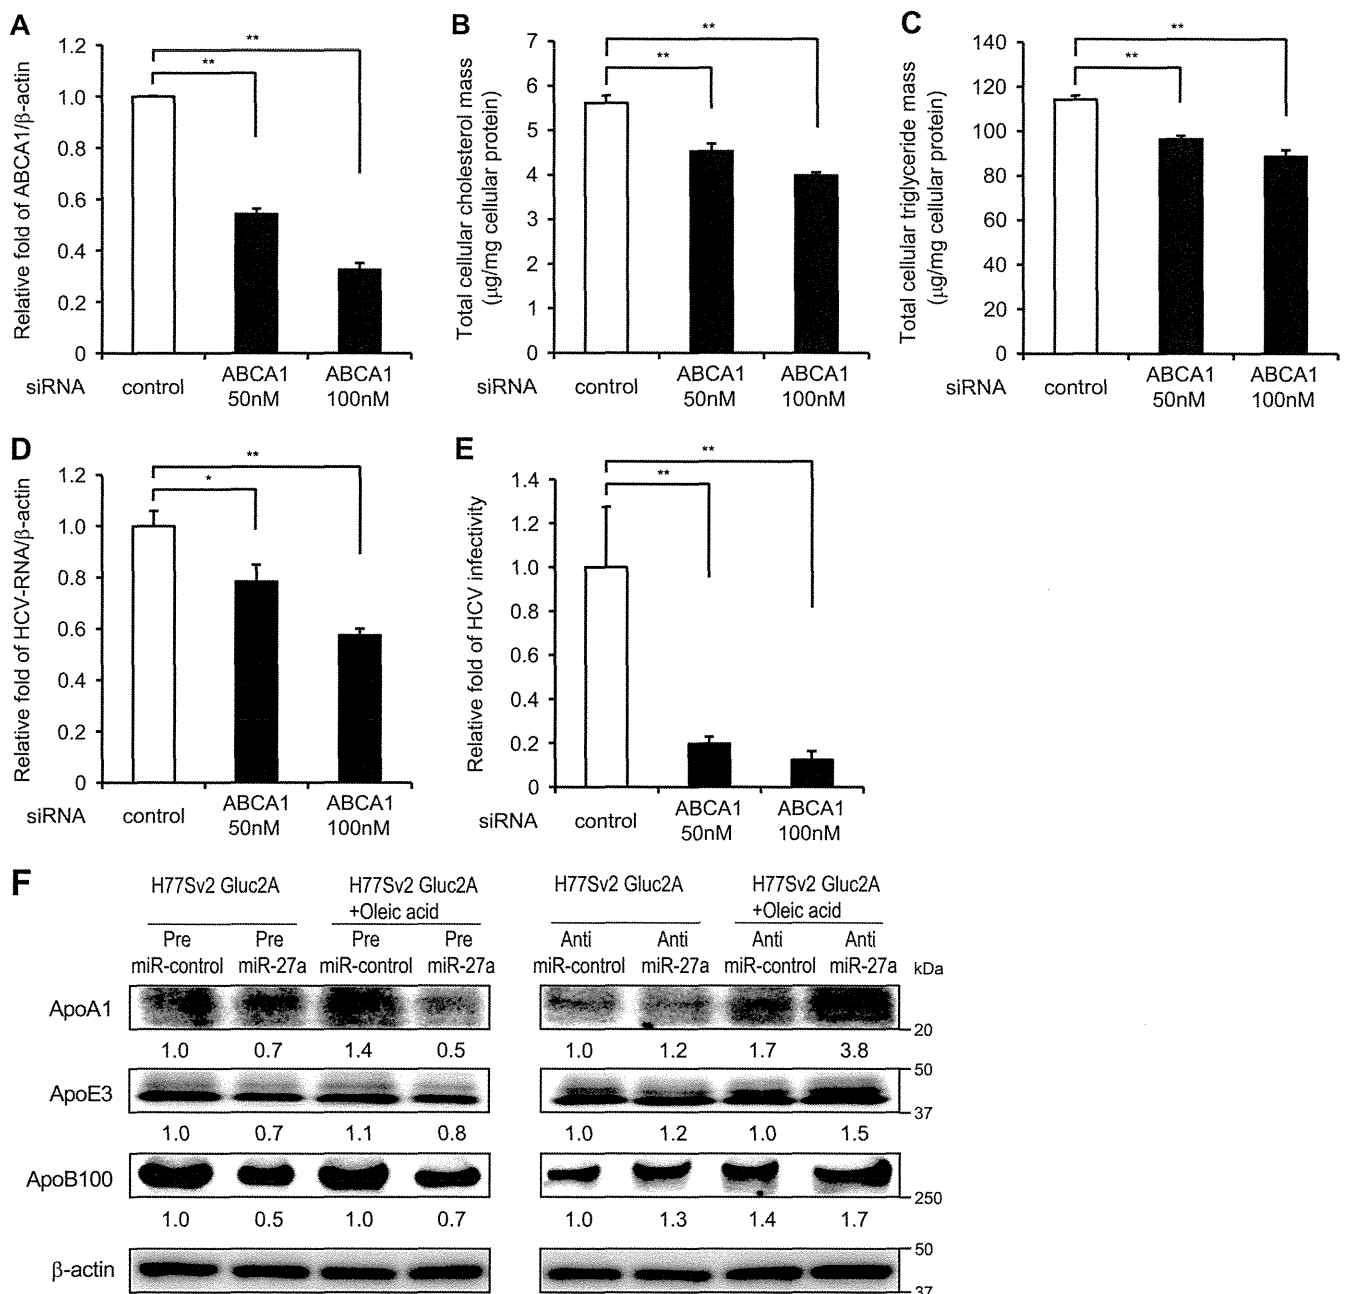 A
Relative fold of ABCA1/β-actin
1.2
1.0
0.8
0.6
0.4
0.2
0
**
**
siRNA
control
ABCA1
50nM
ABCA1
100nM
B
Total cellular cholesterol mass
(μg/mg cellular protein)
7
6
5
4
3
2
1
0
**
**
siRNA
control
ABCA1
50nM
ABCA1
100nM
C
Total cellular triglyceride mass
(μg/mg cellular protein)
140
120
100
80
60
40
20
0
**
**
siRNA
control
ABCA1
50nM
ABCA1
100nM
D
Relative fold of HCV-RNA/β-actin
1.2
1.0
0.8
0.6
0.4
0.2
0
**
*
siRNA
control
ABCA1
50nM
ABCA1
100nM
E
Relative fold of HCV infectivity
1.4
1.2
1.0
0.8
0.6
0.4
0.2
0
**
**
siRNA
control
ABCA1
50nM
ABCA1
100nM
F
H77Sv2 Gluc2A
H77Sv2 Gluc2A
+Oleic acid
H77Sv2 Gluc2A
H77Sv2 Gluc2A
+Oleic acid
Pre Pre Pre Pre Anti Anti Anti Anti
miR-control miR-27a miR-control miR-27a miR-control miR-27a miR-control miR-27a kDa
ApoA1
20
1.0 0.7 1.4 0.5 1.0 1.2 1.7 3.8
50
ApoE3
37
1.0 0.7 1.1 0.8 1.0 1.2 1.0 1.5
ApoB100
250
1.0 0.5 1.0 0.7 1.0 1.3 1.4 1.7
50
β-actin
37